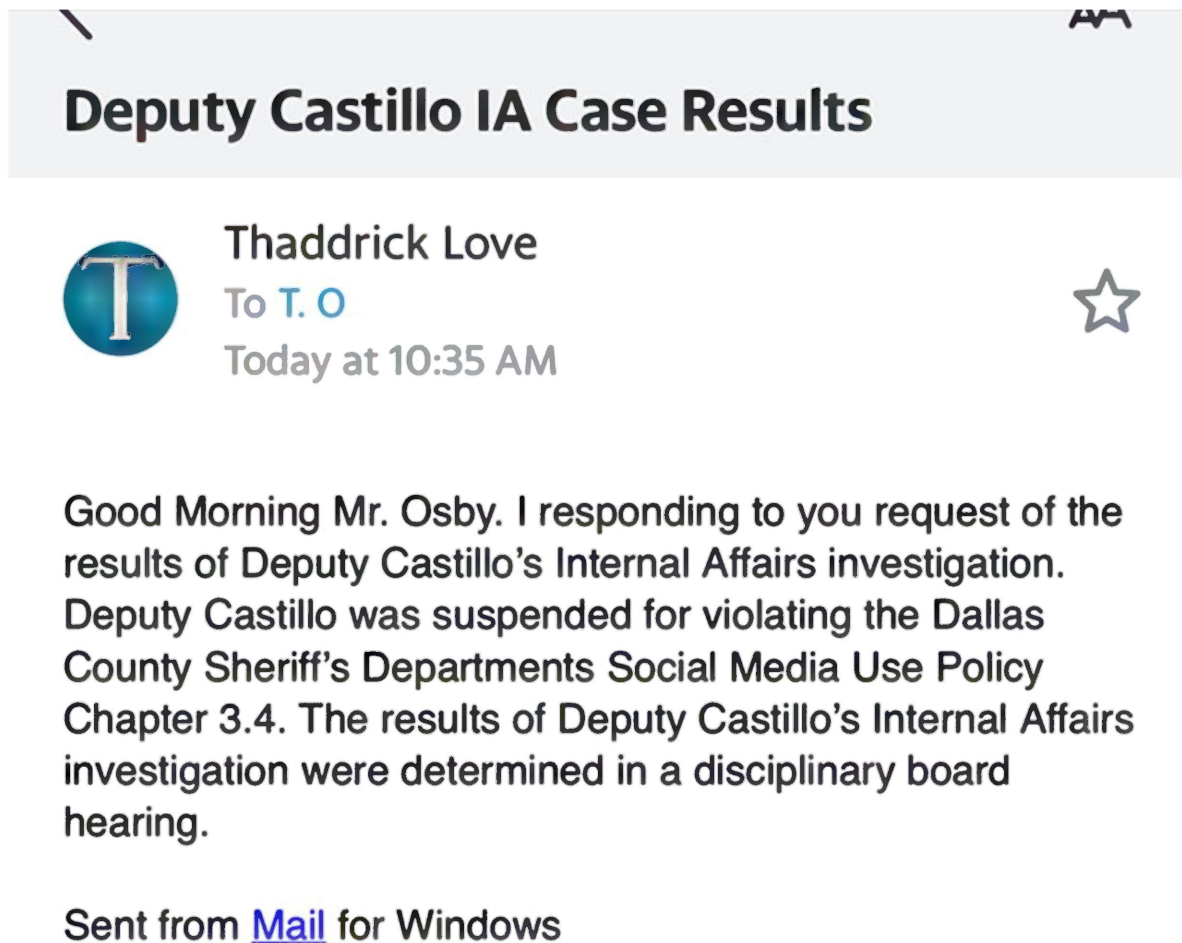 Deputy Castillo IA Case Results
T
Thaddrick Love
To T. O
Today at 10:35 AM
Good Morning Mr. Osby. I responding to you request of the
results of Deputy Castillo's Internal Affairs investigation.
Deputy Castillo was suspended for violating the Dallas
County Sheriff's Departments Social Media Use Policy
Chapter 3.4. The results of Deputy Castillo's Internal Affairs
investigation were determined in a disciplinary board
hearing.
Sent from Mail for Windows